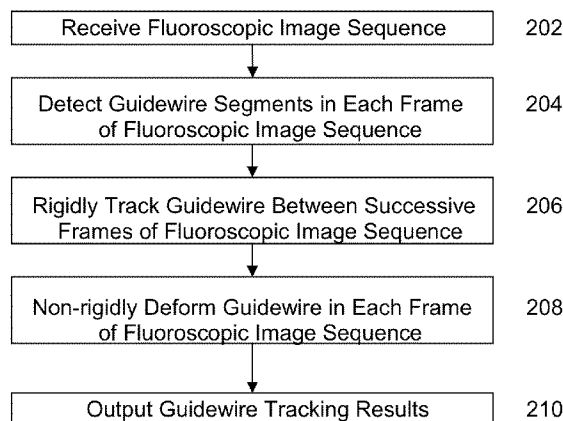 Receive Fluoroscopic Image Sequence 202
Detect Guidewire Segments in Each Frame
of Fluoroscopic Image Sequence 204
Rigidly Track Guidewire Between Successive
Frames of Fluoroscopic Image Sequence 206
Non-rigidly Deform Guidewire in Each Frame
of Fluoroscopic Image Sequence 208
Output Guidewire Tracking Results 210